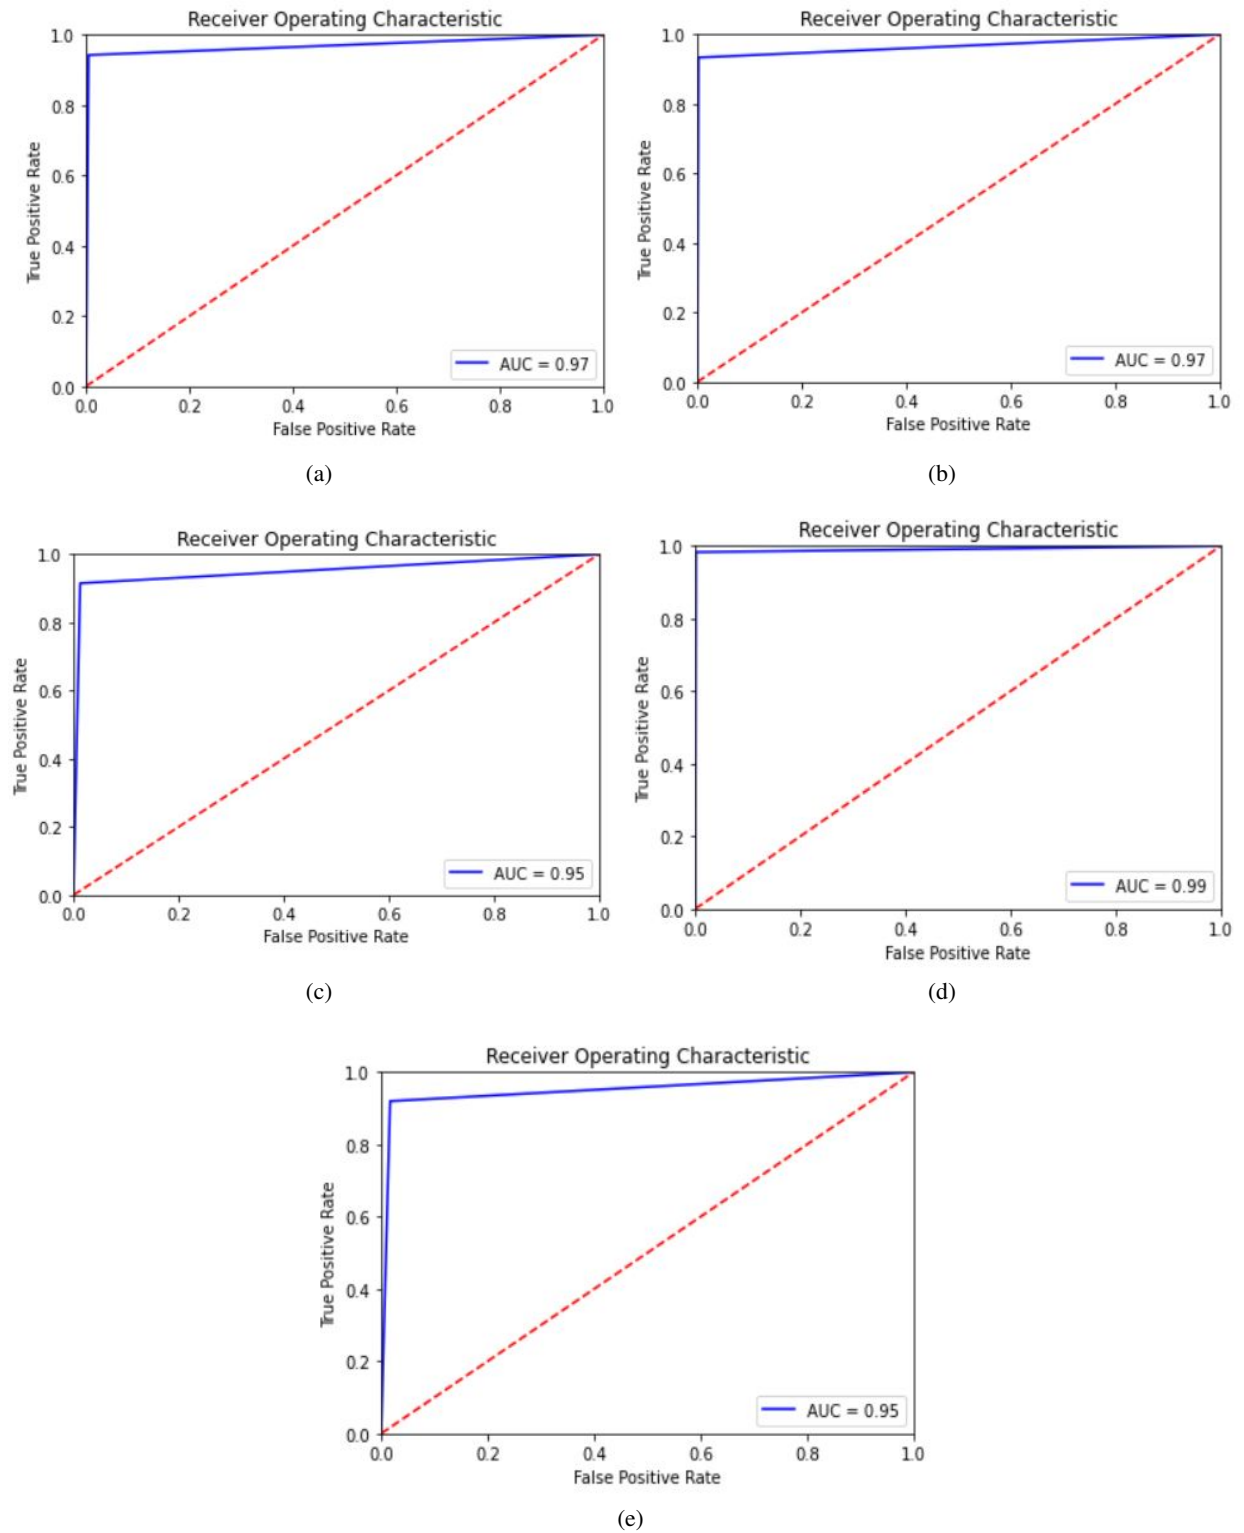 Receiver Operating Characteristic
1.0
0.8
0.6
0.4
0.2
0.0
True Positive Rate
AUC = 0.97
0.0 0.2 0.4 0.6 0.8 1.0
False Positive Rate
(a)
Receiver Operating Characteristic
1.0
0.8
0.6
0.4
0.2
0.0
True Positive Rate
AUC = 0.97
0.0 0.2 0.4 0.6 0.8 1.0
False Positive Rate
(b)
Receiver Operating Characteristic
1.0
0.8
0.6
0.4
0.2
0.0
True Positive Rate
AUC = 0.95
0.0 0.2 0.4 0.6 0.8 1.0
False Positive Rate
(c)
Receiver Operating Characteristic
1.0
0.8
0.6
0.4
0.2
0.0
True Positive Rate
AUC = 0.99
0.0 0.2 0.4 0.6 0.8 1.0
False Positive Rate
(d)
Receiver Operating Characteristic
1.0
0.8
0.6
0.4
0.2
0.0
True Positive Rate
AUC = 0.95
0.0 0.2 0.4 0.6 0.8 1.0
False Positive Rate
(e)